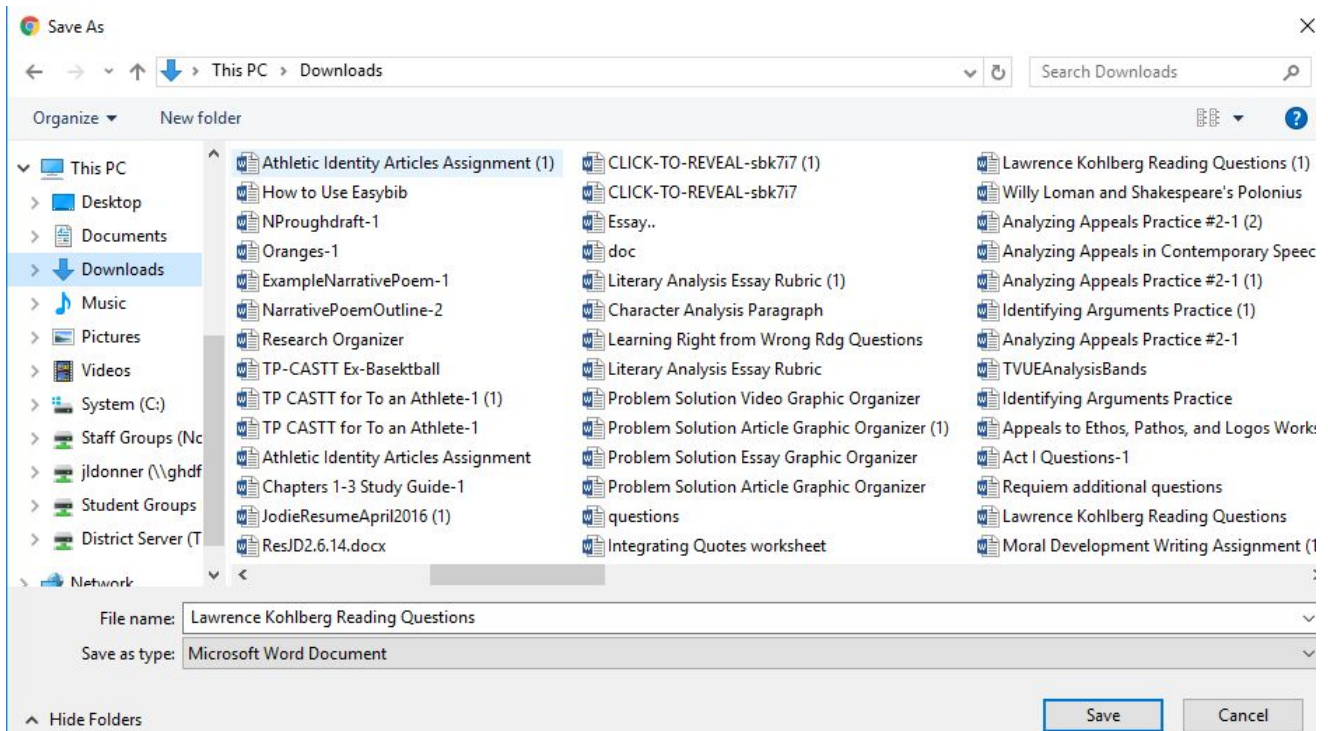 Save As
This PC > Downloads
Search Downloads
Organize
New folder
This PC
Desktop
Documents
Downloads
Music
Pictures
Videos
System (C:)
Staff Groups (Nc
jldonner (\\ghdf
Student Groups
District Server (T
Network
Athletic Identity Articles Assignment (1)
How to Use Easybib
NProughdraft-1
Oranges-1
ExampleNarrativePoem-1
NarrativePoemOutline-2
Research Organizer
TP-CASTT Ex-Basektball
TP CASTT for To an Athlete-1 (1)
TP CASTT for To an Athlete-1
Athletic Identity Articles Assignment
Chapters 1-3 Study Guide-1
JodieResumeApril2016 (1)
ResJD2.6.14.docx
CLICK-TO-REVEAL-sbk7i7 (1)
CLICK-TO-REVEAL-sbk7i7
Essay..
doc
Literary Analysis Essay Rubric (1)
Character Analysis Paragraph
Learning Right from Wrong Rdg Questions
Literary Analysis Essay Rubric
Problem Solution Video Graphic Organizer
Problem Solution Article Graphic Organizer (1)
Problem Solution Essay Graphic Organizer
Problem Solution Article Graphic Organizer
questions
Integrating Quotes worksheet
Lawrence Kohlberg Reading Questions (1)
Willy Loman and Shakespeare's Polonius
Analyzing Appeals Practice #2-1 (2)
Analyzing Appeals in Contemporary Speec
Analyzing Appeals Practice #2-1 (1)
Identifying Arguments Practice (1)
Analyzing Appeals Practice #2-1
TVUEAnalysisBands
Identifying Arguments Practice
Appeals to Ethos, Pathos, and Logos Works
Act I Questions-1
Requiem additional questions
Lawrence Kohlberg Reading Questions
Moral Development Writing Assignment (1
File name: Lawrence Kohlberg Reading Questions
Save as type: Microsoft Word Document
Hide Folders
Save
Cancel